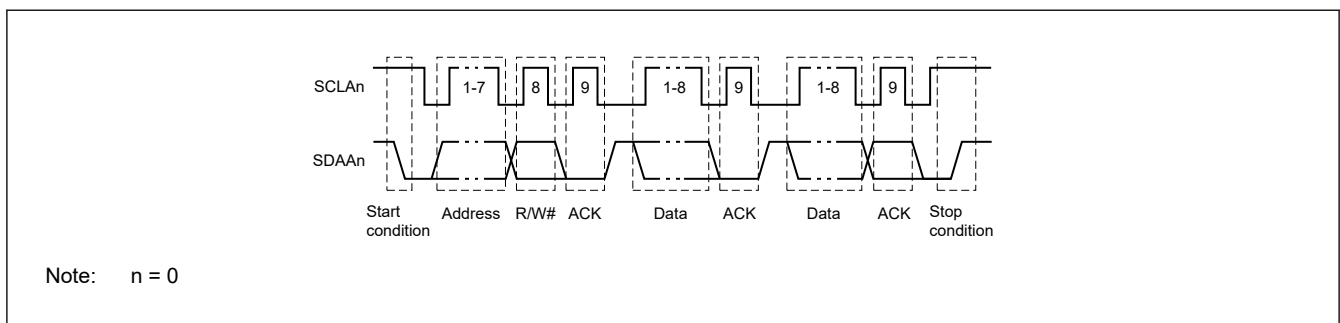 SCLAn
1-7 8 9 1-8 9 1-8 9
SDAAn
Start condition Address R/W# ACK Data ACK Data ACK Stop condition
Note: n = 0